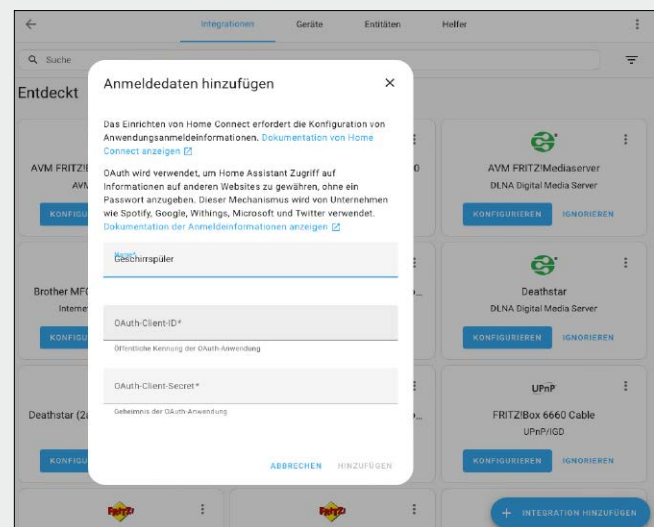 Integrationen Geräte Entitäten Helfer
Suche
Entdeckt
Anmeldedaten hinzufügen
Das Einrichten von Home Connect erfordert die Konfiguration von
Anwendungsanmeldeinformationen. Dokumentation von Home
Connect anzeigen
OAuth wird verwendet, um Home Assistant Zugriff auf
Informationen auf anderen Websites zu gewähren, ohne ein
Passwort anzugeben. Dieser Mechanismus wird von Unternehmen
wie Spotify, Google, Withings, Microsoft und Twitter verwendet.
Dokumentation der Anmeldeinformationen anzeigen
Name*
Geschirrspüler
OAuth-Client-ID*
Öffentliche Kennung der OAuth-Anwendung
OAuth-Client-Secret*
Geheimnis der OAuth-Anwendung
ABBRECHEN HINZUFÜGEN
AVM FRITZ!
AVM
KONFIGU
Brother MFC
Interne
KONFIGU
Deathstar (2
KONFIGU
FRITZ!
FRITZ!
0
AVM FRITZ!Mediaserver
DLNA Digital Media Server
KONFIGURIEREN IGNORIEREN
Deathstar
DLNA Digital Media Server
KONFIGURIEREN IGNORIEREN
UPnP
FRITZ!Box 6660 Cable
UPnP/IGD
KONFIGURIEREN IGNORIEREN
+ INTEGRATION HINZUFÜGEN